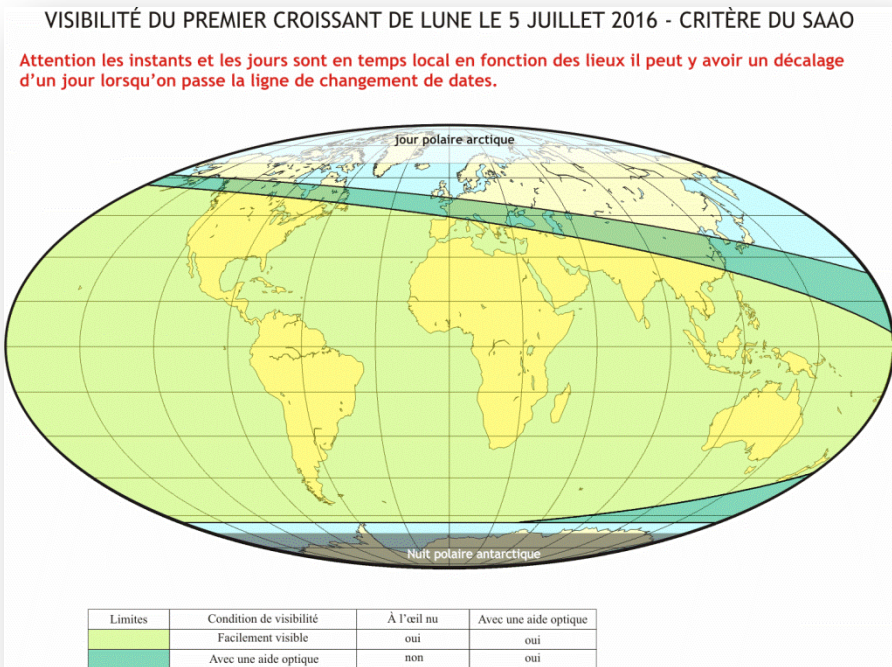 VISIBILITÉ DU PREMIER CROISSANT DE LUNE LE 5 JUILLET 2016 - CRITÈRE DU SAAO
Attention les instants et les jours sont en temps local en fonction des lieux il peut y avoir un décalage
d'un jour lorsqu'on passe la ligne de changement de dates.
jour polaire arctique
Nuit polaire antarctique
Limites Condition de visibilité À l'œil nu Avec une aide optique
Facilement visible oui oui
Avec une aide optique non oui